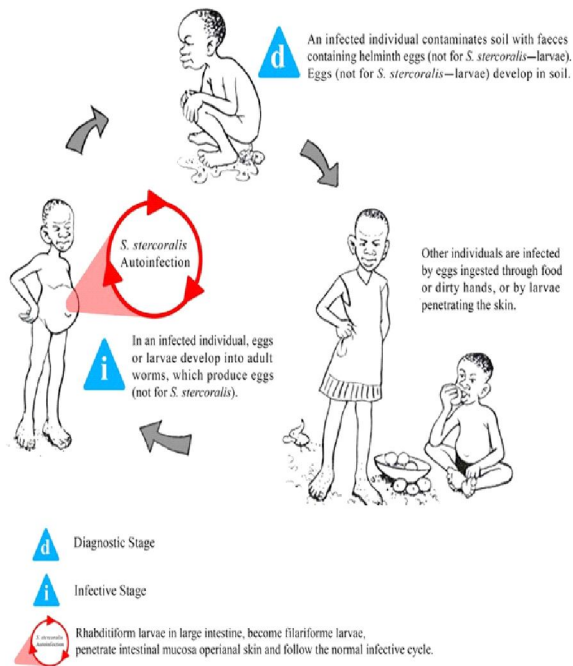 d
An infected individual contaminates soil with faeces
containing helminth eggs (not for S. stercoralis—larvae).
Eggs (not for S. stercoralis—larvae) develop in soil.
S. stercoralis
Autoinfection
Other individuals are infected
by eggs ingested through food
or dirty hands, or by larvae
penetrating the skin.
i
In an infected individual, eggs
or larvae develop into adult
worms, which produce eggs
(not for S. stercoralis).
d
Diagnostic Stage
i
Infective Stage
S. stercoralis
Autoinfection
Rhabditiform larvae in large intestine, become filariforme larvae,
penetrate intestinal mucosa operianal skin and follow the normal infective cycle.